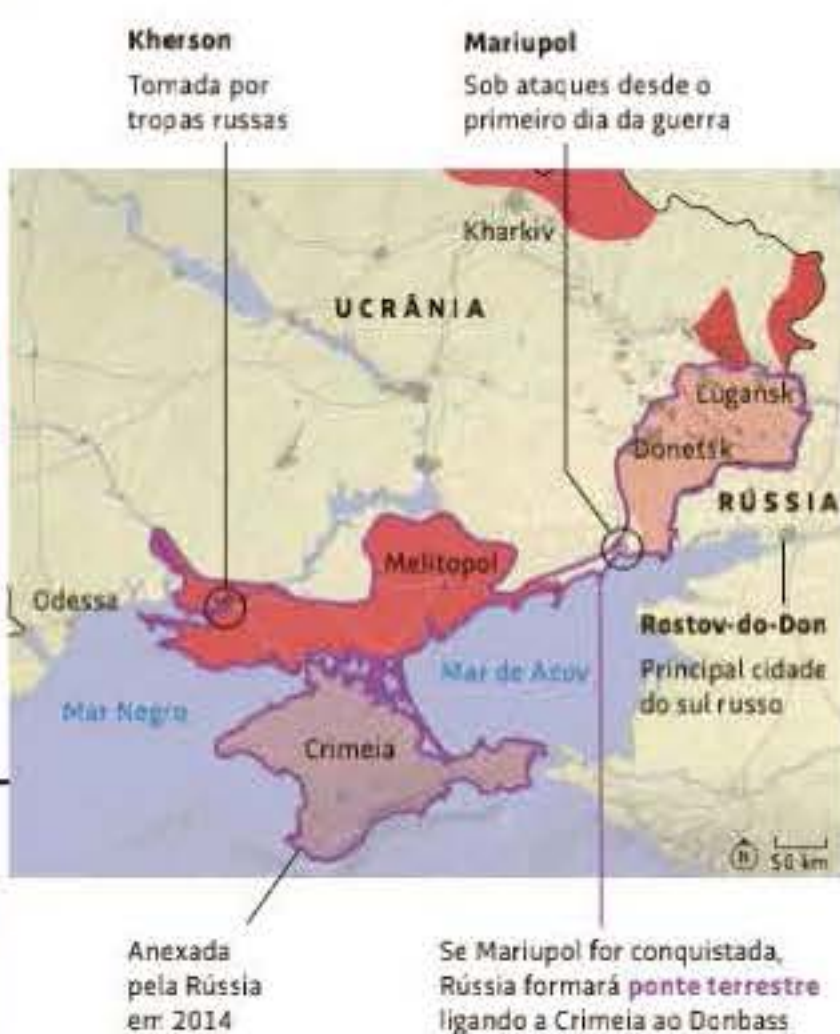 Kherson
Tomada por
tropas russas
Mariupol
Sob ataques desde o
primeiro dia da guerra
Kharkiv
UCRÂNIA
Lugansk
Donetsk
RÚSSIA
Melitopol
Odessa
Rostov-do-Don
Principal cidade
do sul russo
Mar de Azov
Mar Negro
Crimeia
N
50 km
Anexada
pela Rússia
em 2014
Se Mariupol for conquistada,
Rússia formará ponte terrestre
ligando a Crimeia ao Donbass